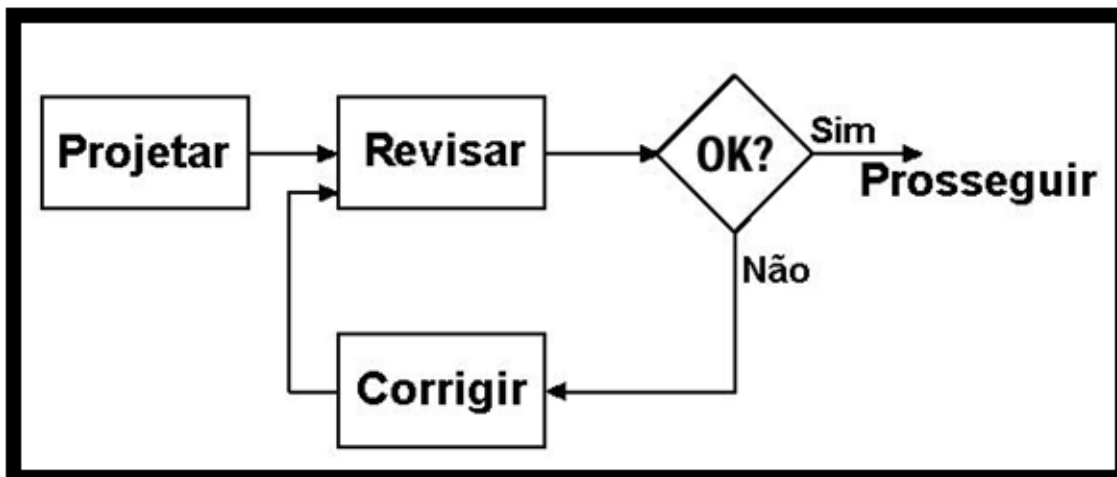 Projetar
Revisar
OK?
Sim
Prosseguir
Não
Corrigir